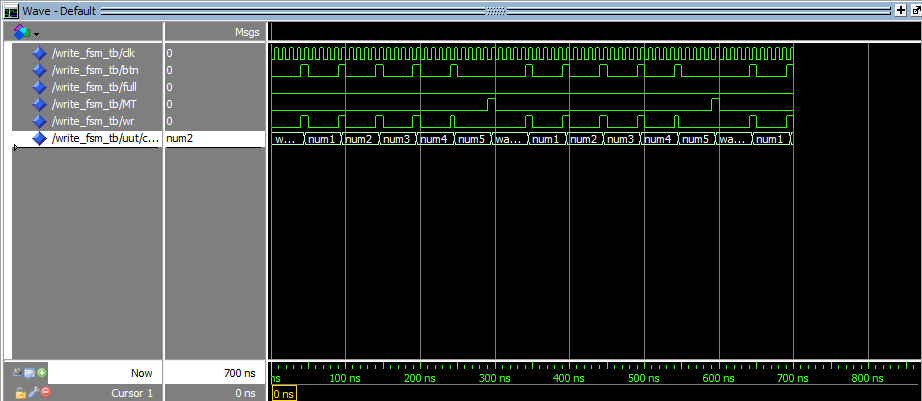 Wave - Default
Msgs
/write_fsm_tb/clk 0
/write_fsm_tb/btn 0
/write_fsm_tb/full 0
/write_fsm_tb/MT 0
/write_fsm_tb/wr 0
/write_fsm_tb/uut/c... num2
w... num1 num2 num3 num4 num5 wa... num1 num2 num3 num4 num5 wa... num1
Now 700 ns
ns 100 ns 200 ns 300 ns 400 ns 500 ns 600 ns 700 ns 800 ns
Cursor 1 0 ns
0 ns